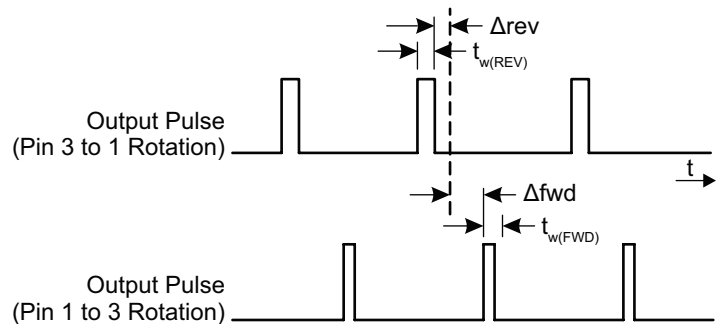 Δrev
t_w(REV)
Output Pulse
(Pin 3 to 1 Rotation)
t
Δfwd
t_w(FWD)
Output Pulse
(Pin 1 to 3 Rotation)